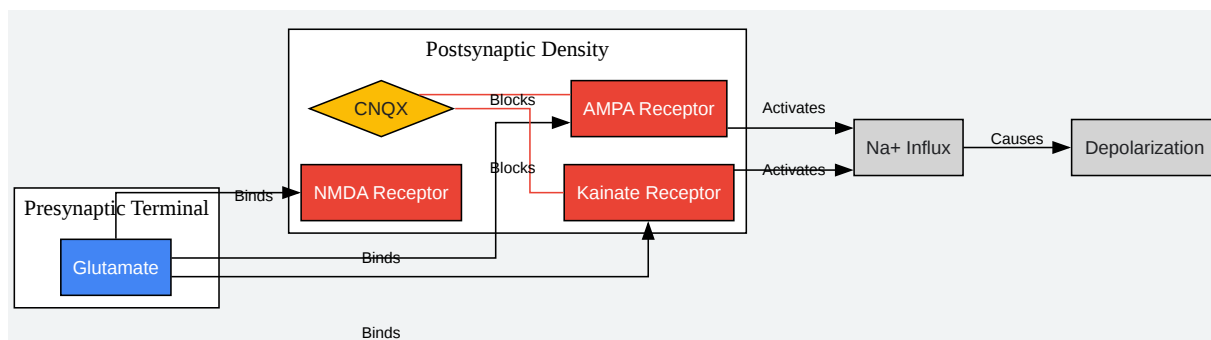 Postsynaptic Density
CNQX
Blocks
AMPA Receptor
Activates
Na+ Influx
Causes
Depolarization
Blocks
Activates
NMDA Receptor
Kainate Receptor
Binds
Presynaptic Terminal
Glutamate
Binds
Binds